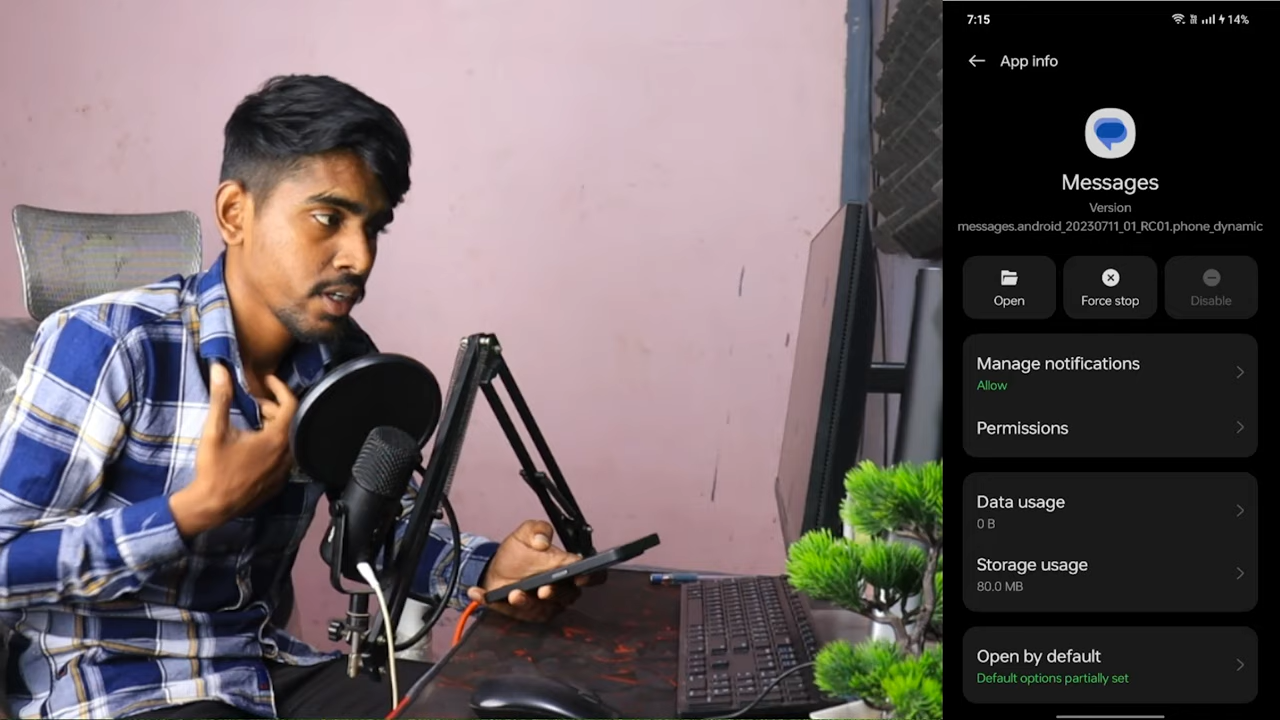 7:15
14%
App info
Messages
Version
messages.android_20230711_01_RC01.phone_dynamic
Open
Force stop
Disable
Manage notifications
Allow
Permissions
Data usage
0 B
Storage usage
80.0 MB
Open by default
Default options partially set